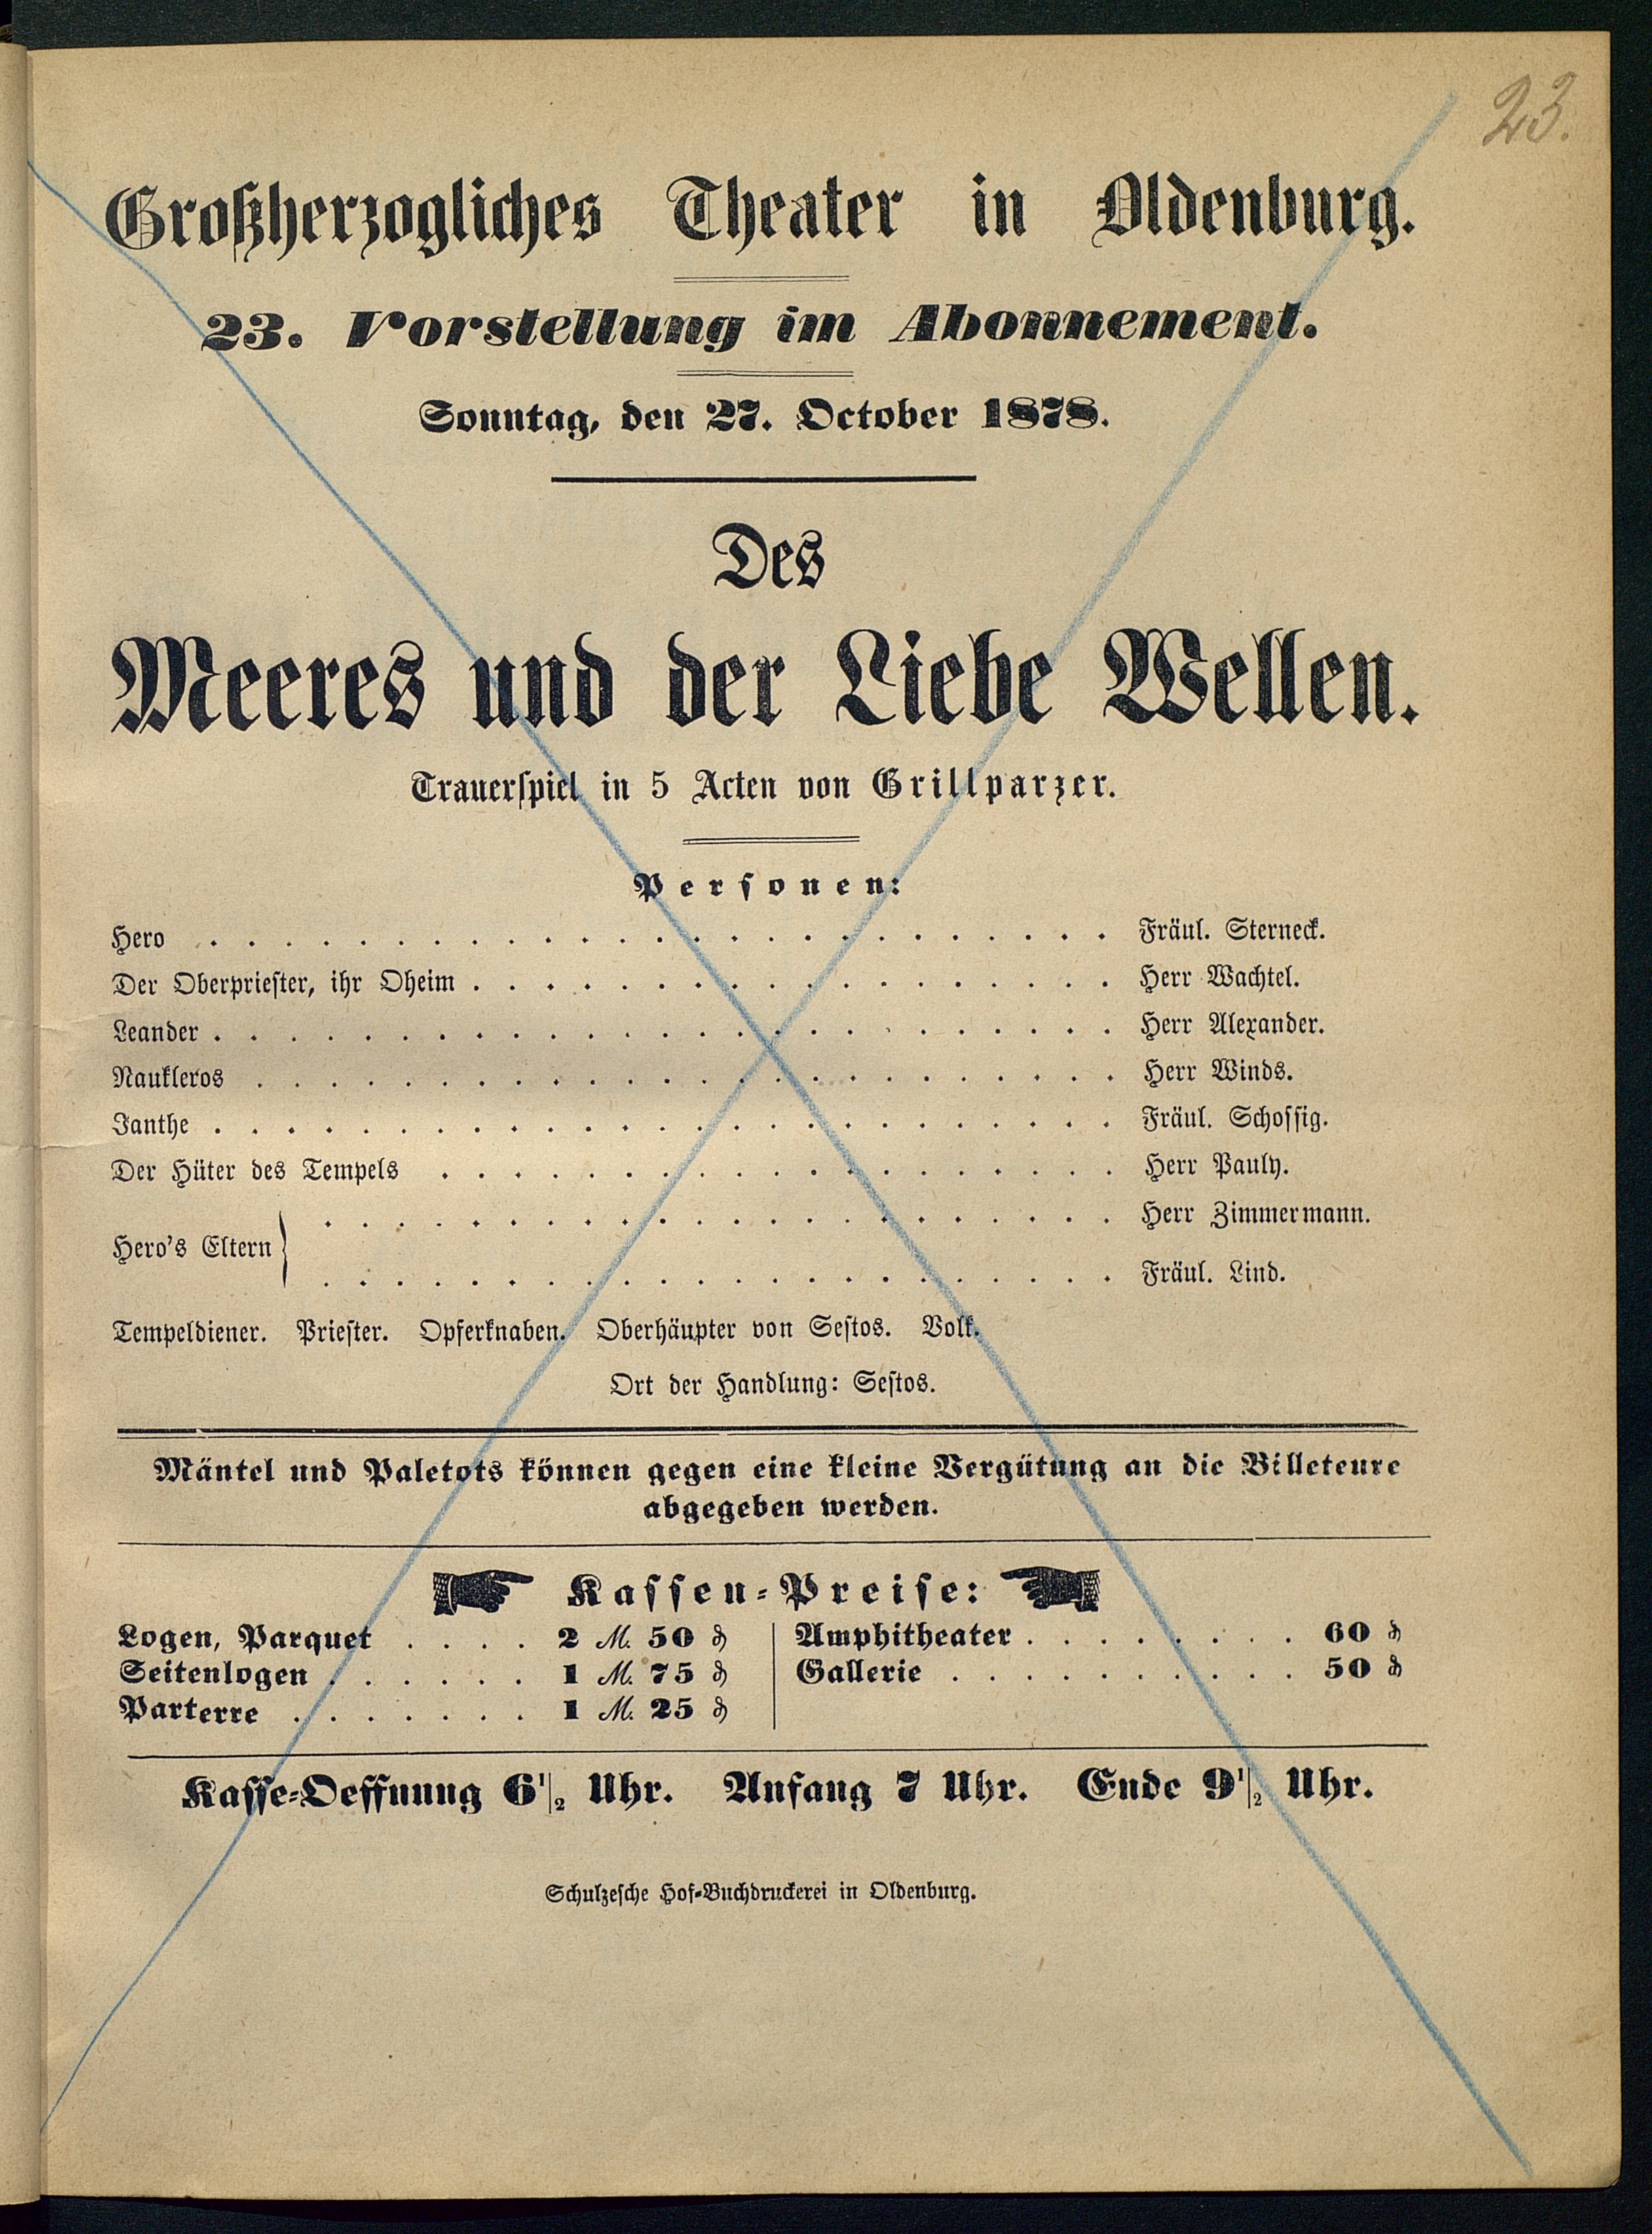 23.
Großherzogliches Theater in Oldenburg.
23. Vorstellung im Abonnement.
Sonntag, den 27. October 1878.
Des
Meeres und der Liebe Wellen.
Trauerspiel in 5 Acten von Grillparzer.
Personen:
Hero . . . . . . . . . . . . . . . . . . . . . . . . . Fräul. Sterneck.
Der Oberpriester, ihr Oheim . . . . . . . . . . . . . . . . . . Herr Wachtel.
Leander . . . . . . . . . . . . . . . . . . . . . . . . . Herr Alexander.
Naukleros . . . . . . . . . . . . . . . . . . . . . . . . Herr Winds.
Janthe . . . . . . . . . . . . . . . . . . . . . . . . . Fräul. Schossig.
Der Hüter des Tempels . . . . . . . . . . . . . . . . . . . Herr Pauly.
Hero's Eltern } . . . . . . . . . . . . . . . . . . . . . . Herr Zimmermann.
. . . . . . . . . . . . . . . . . . . . . . Fräul. Lind.
Tempeldiener. Priester. Opferknaben. Oberhäupter von Sestos. Volk.
Ort der Handlung: Sestos.
Mäntel und Paletots können gegen eine kleine Vergütung an die Billeteure
abgegeben werden.
Kassen-Preise:
Logen, Parquet . . . . 2 M. 50 ₰
Seitenlogen . . . . . . 1 M. 75 ₰
Parterre . . . . . . . 1 M. 25 ₰
Amphitheater . . . . . . . . 60 ₰
Gallerie . . . . . . . . . . 50 ₰
Kasse-Oeffnung 6 1/2 Uhr. Anfang 7 Uhr. Ende 9 1/2 Uhr.
Schulzesche Hof-Buchdruckerei in Oldenburg.